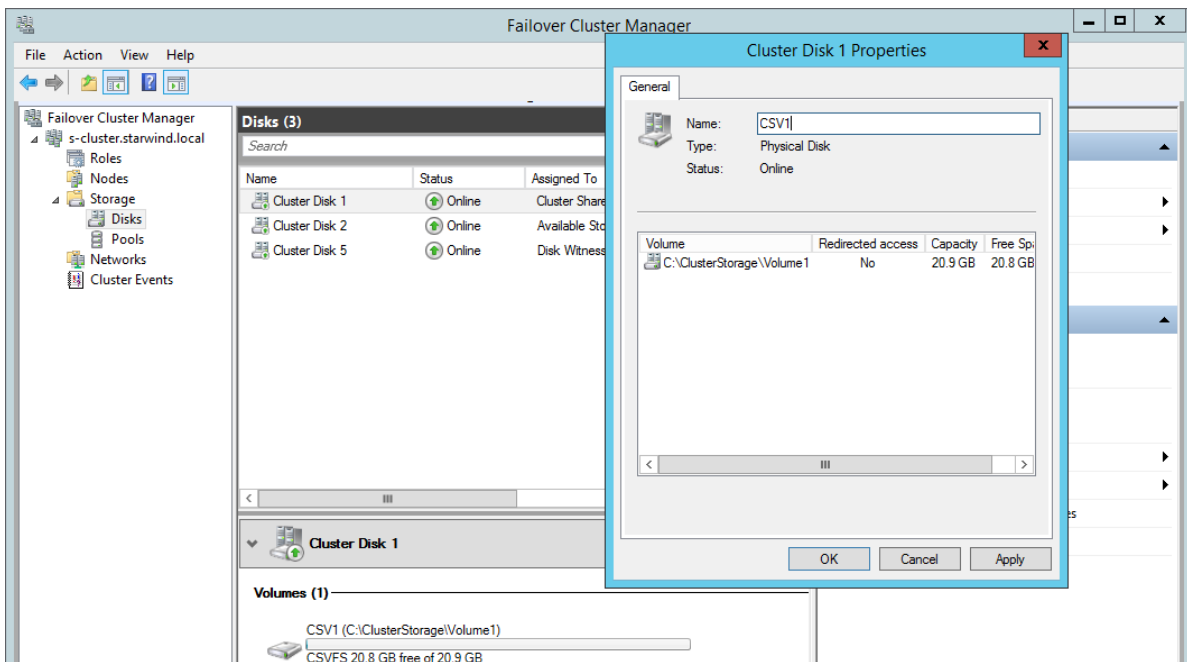 Failover Cluster Manager
File Action View Help
Failover Cluster Manager
s-cluster.starwind.local
Roles
Nodes
Storage
Disks
Pools
Networks
Cluster Events
Disks (3)
Search
Name Status Assigned To
Cluster Disk 1 Online Cluster Share
Cluster Disk 2 Online Available Sto
Cluster Disk 5 Online Disk Witness
Cluster Disk 1
Volumes (1)
CSV1 (C:\ClusterStorage\Volume1)
CSVFS 20.8 GB free of 20.9 GB
Cluster Disk 1 Properties
x
General
Name: CSV1
Type: Physical Disk
Status: Online
Volume Redirected access Capacity Free Spa
C:\ClusterStorage\Volume1 No 20.9 GB 20.8 GB
OK Cancel Apply